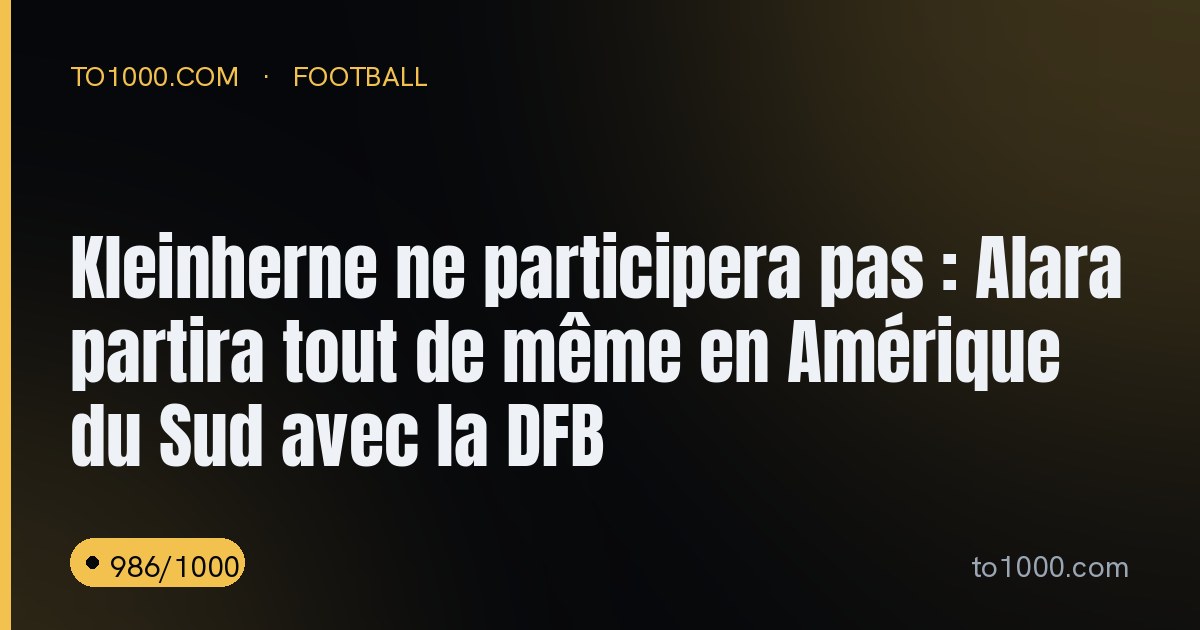 TO1000.COM · FOOTBALL
Kleinherne ne participera pas : Alara
partira tout de même en Amérique
du Sud avec la DFB
986/1000
to1000.com